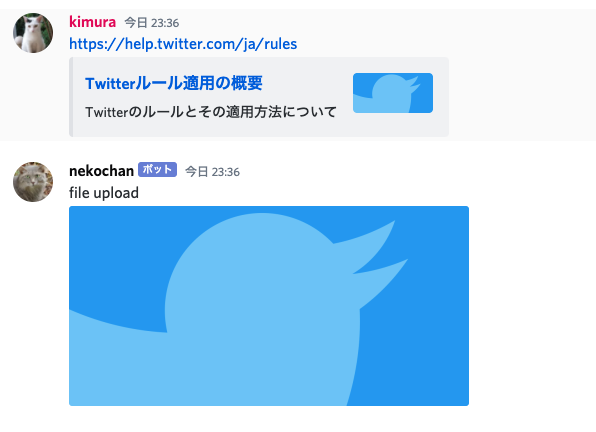 kimura 今日 23:36
https://help.twitter.com/ja/rules
Twitterルール適用の概要
Twitterのルールとその適用方法について
nekochan ボット 今日 23:36
file upload